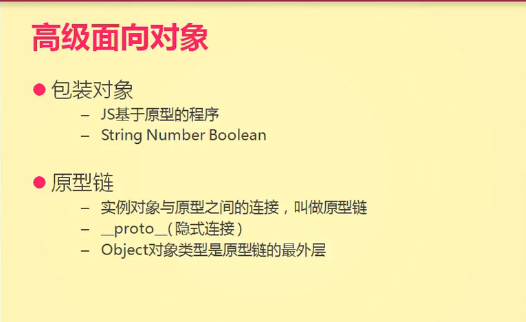 高级面向对象
包装对象
– JS基于原型的程序
– String Number Boolean
原型链
– 实例对象与原型之间的连接，叫做原型链
– __proto__( 隐式连接 )
– Object对象类型是原型链的最外层